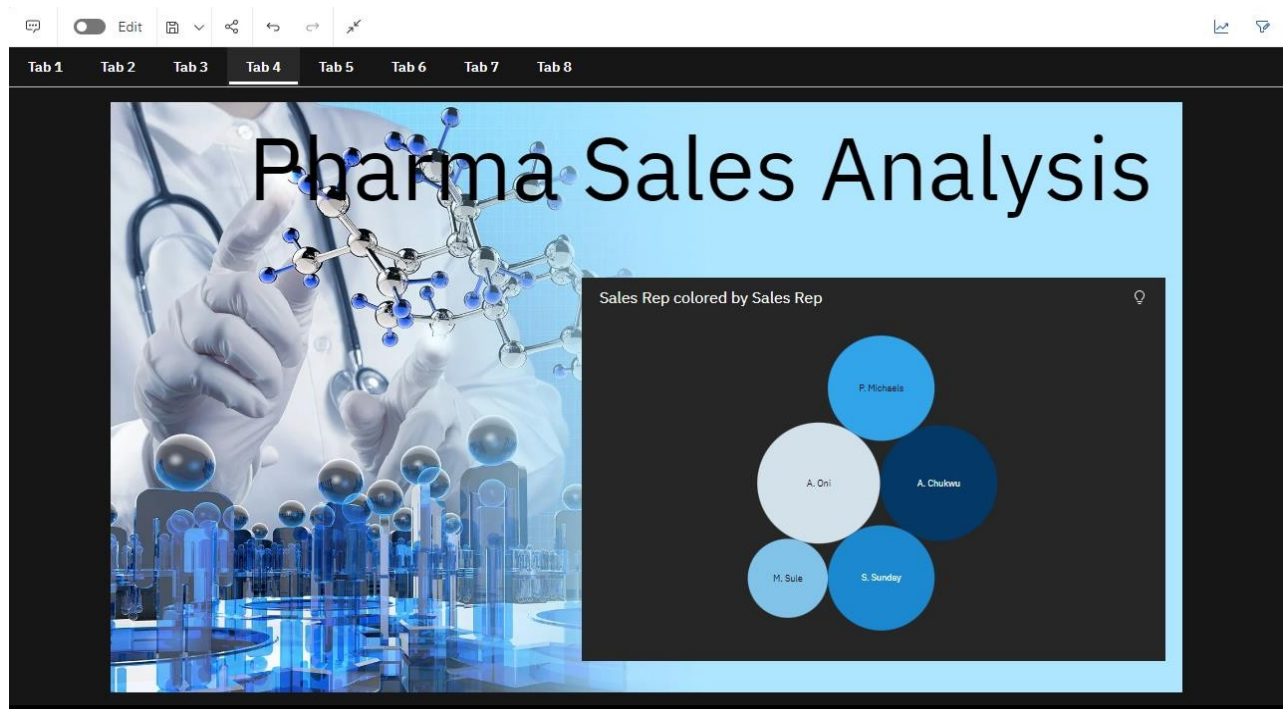 Edit
Tab 1 Tab 2 Tab 3 Tab 4 Tab 5 Tab 6 Tab 7 Tab 8
Pharma Sales Analysis
Sales Rep colored by Sales Rep
P. Michaels
A. Oni
A. Chukwu
M. Sule
S. Sunday